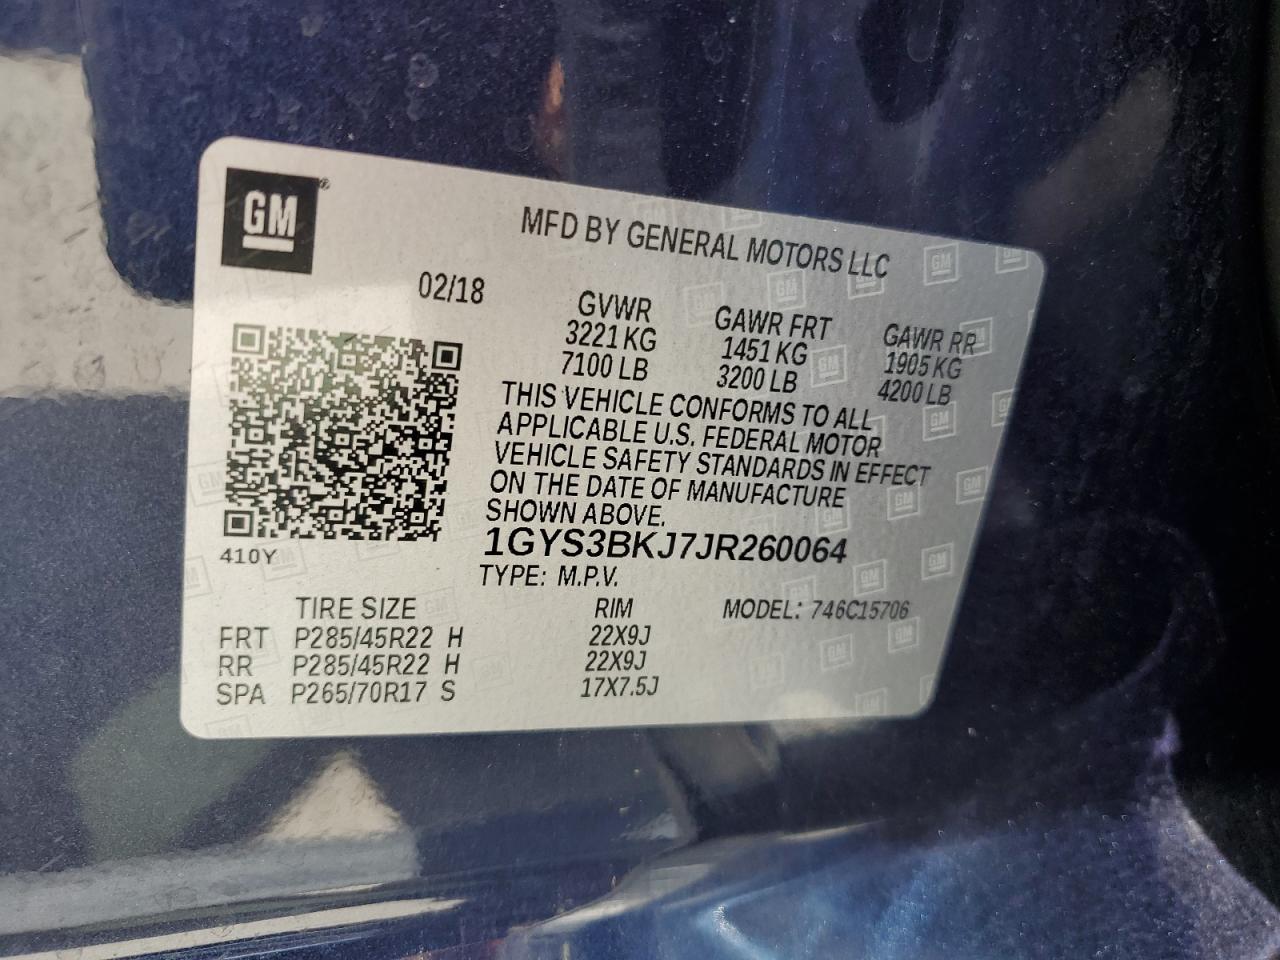 GM®
MFD BY GENERAL MOTORS LLC
02/18
GVWR GAWR FRT GAWR RR
3221 KG 1451 KG 1905 KG
7100 LB 3200 LB 4200 LB
THIS VEHICLE CONFORMS TO ALL
APPLICABLE U.S. FEDERAL MOTOR
VEHICLE SAFETY STANDARDS IN EFFECT
ON THE DATE OF MANUFACTURE
SHOWN ABOVE.
410Y
1GYS3BKJ7JR260064
TYPE: M.P.V.
TIRE SIZE RIM MODEL: 746C15706
FRT P285/45R22 H 22X9J
RR P285/45R22 H 22X9J
SPA P265/70R17 S 17X7.5J